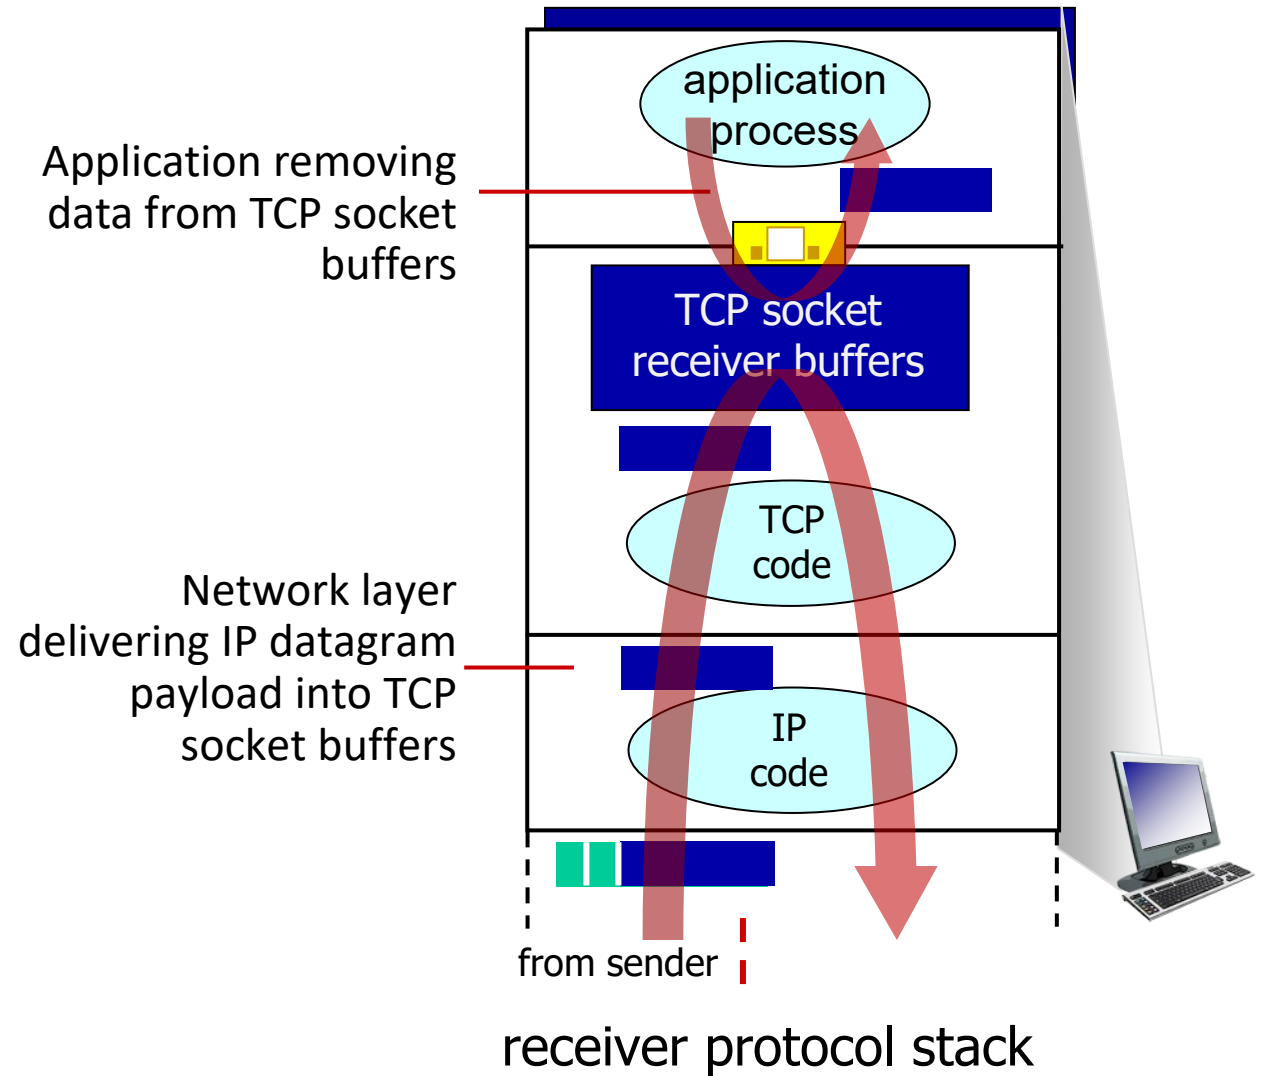 application
process
Application removing
data from TCP socket
buffers
TCP socket
receiver buffers
TCP
code
Network layer
delivering IP datagram
payload into TCP
socket buffers
IP
code
from sender
receiver protocol stack